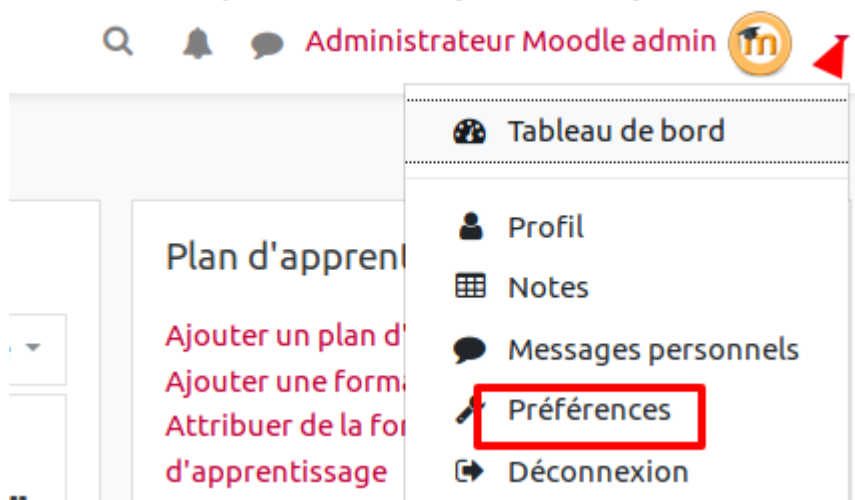 Administrateur Moodle admin
Tableau de bord
Profil
Plan d'apprent
Notes
Ajouter un plan d'
Messages personnels
Ajouter une forma
Préférences
Attribuer de la for
d'apprentissage
Déconnexion